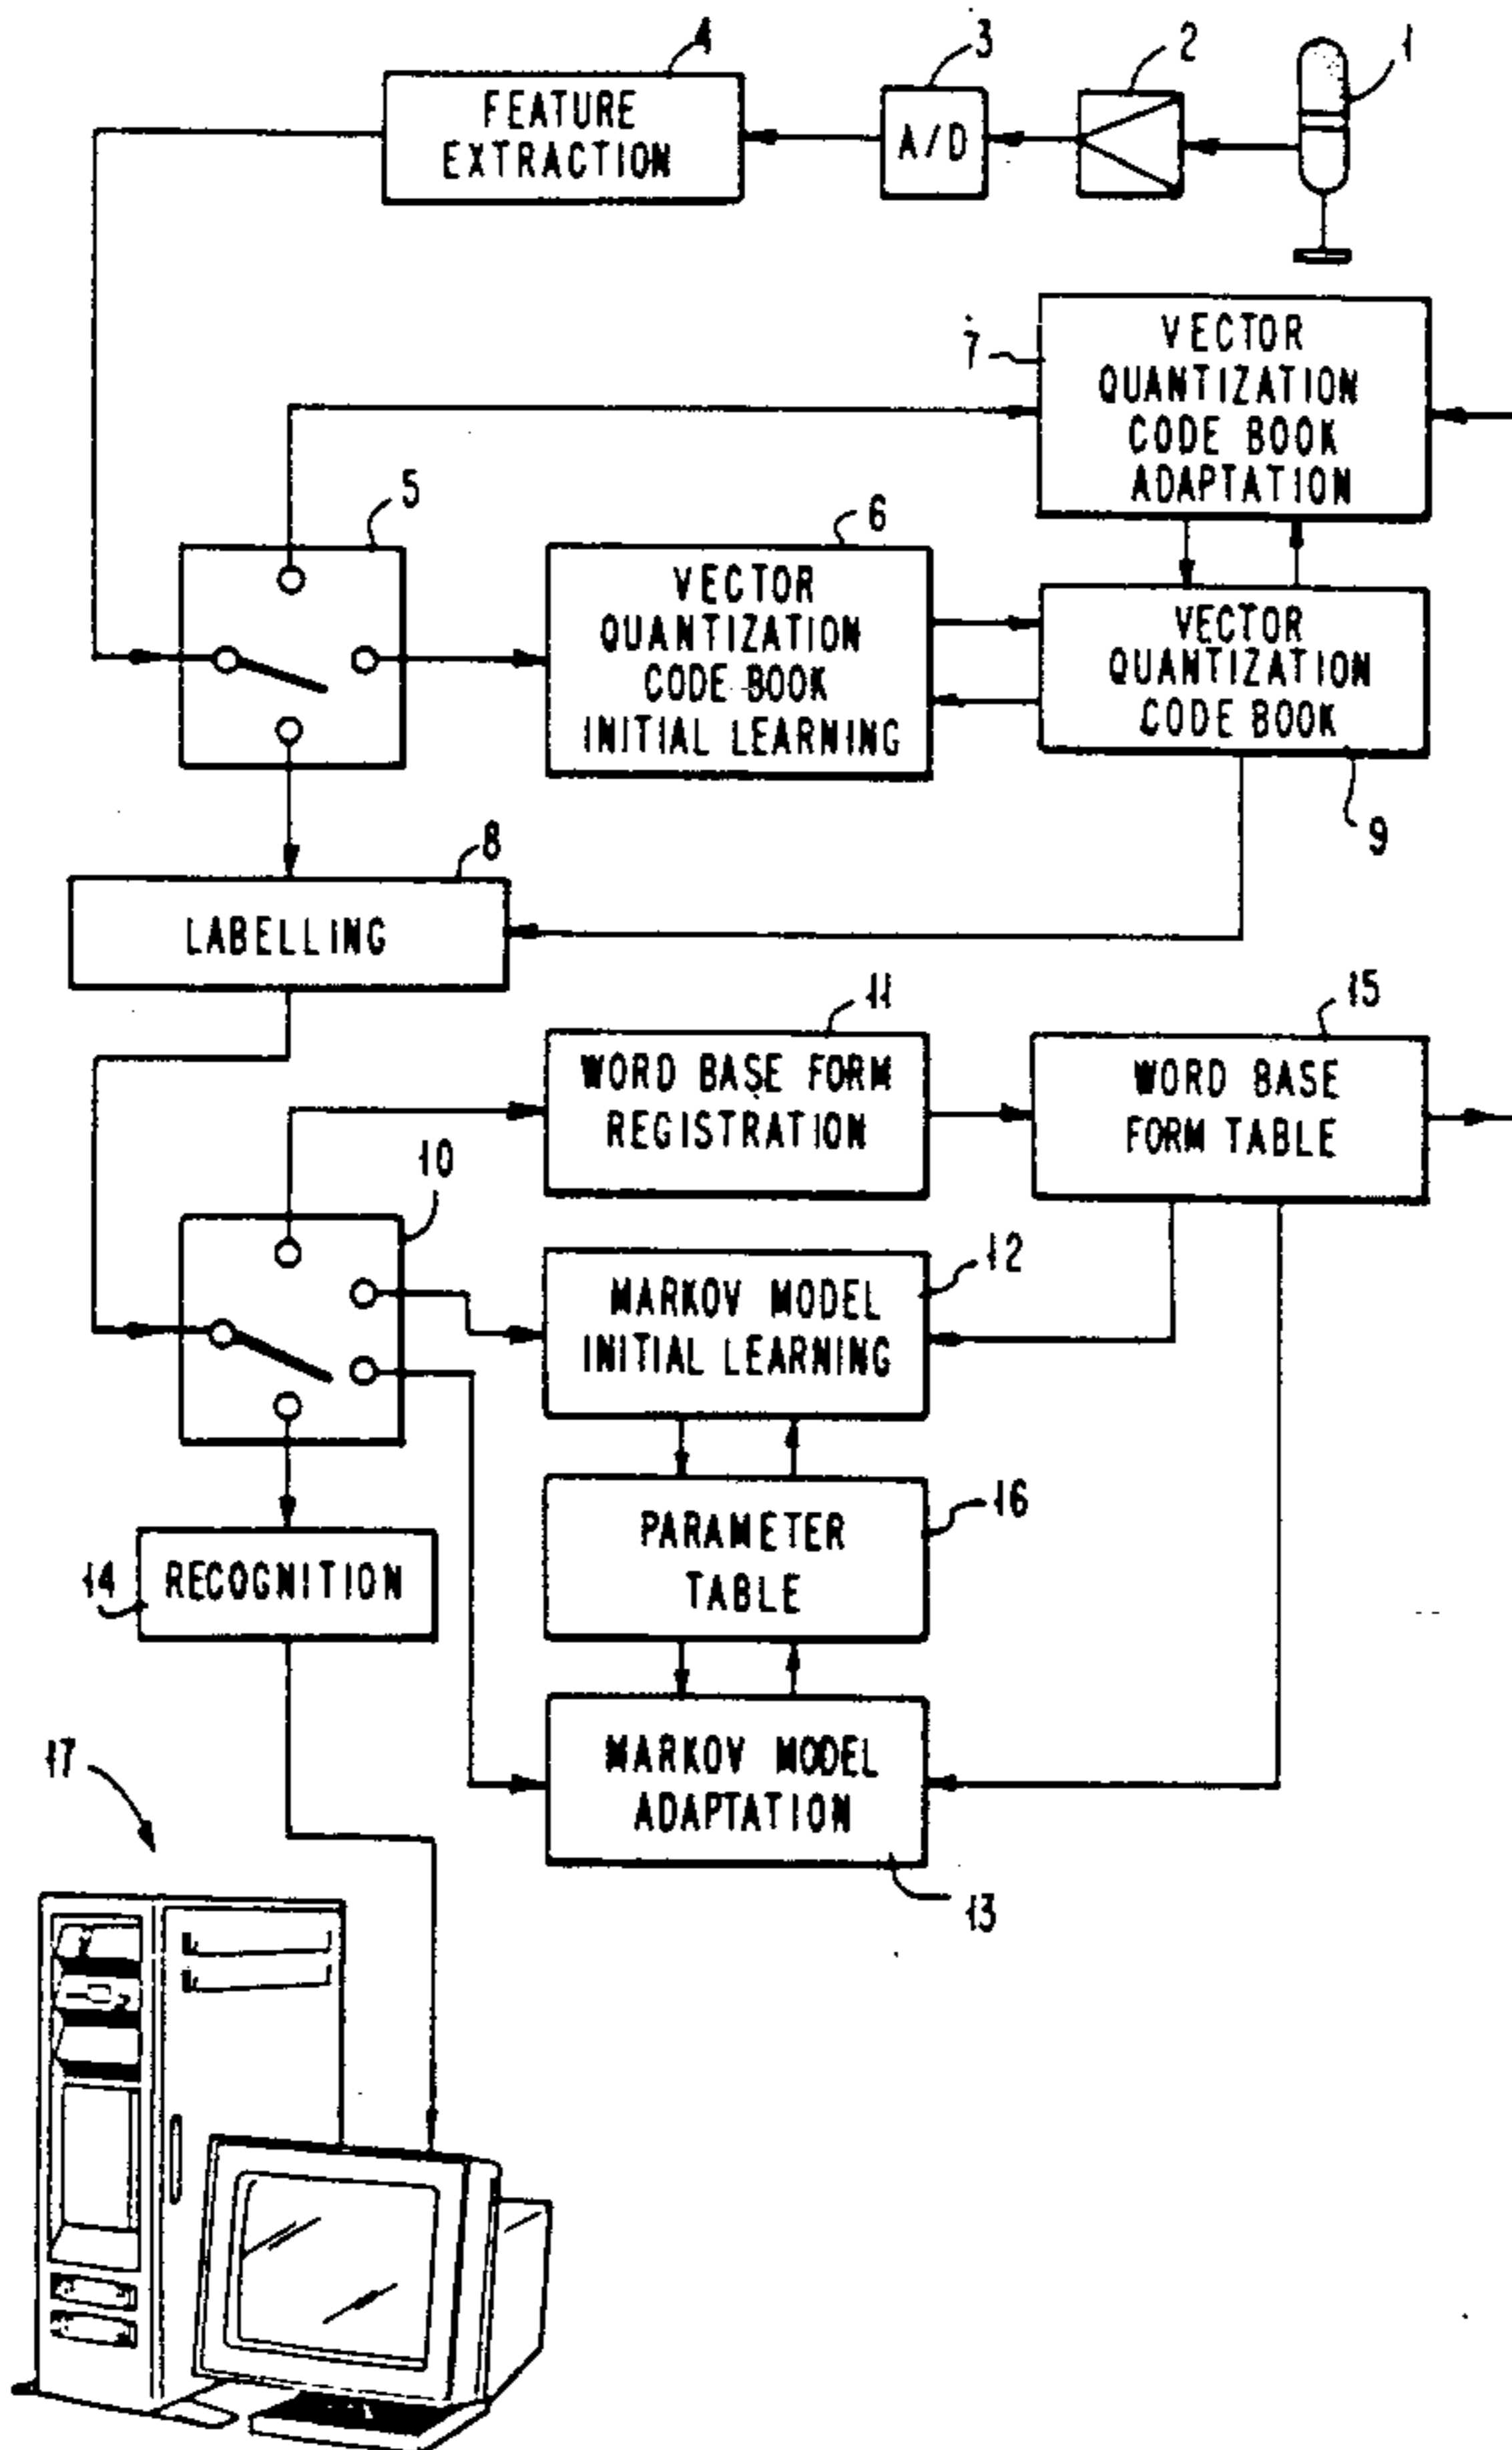 4
3
2
1
FEATURE
EXTRACTION
A/D
7
VECTOR
QUANTIZATION
CODE BOOK
ADAPTATION
5
6
VECTOR
QUANTIZATION
CODE BOOK
INITIAL LEARNING
VECTOR
QUANTIZATION
CODE BOOK
9
8
LABELLING
11
15
WORD BASE FORM
REGISTRATION
WORD BASE
FORM TABLE
10
12
MARKOV MODEL
INITIAL LEARNING
16
PARAMETER
TABLE
14
RECOGNITION
17
MARKOV MODEL
ADAPTATION
13